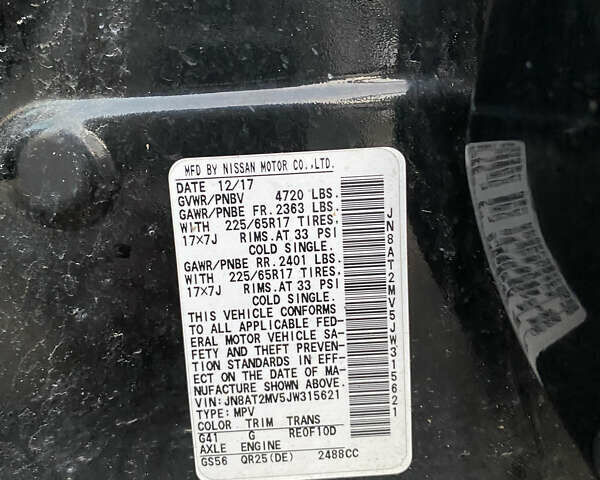 MFD BY NISSAN MOTOR CO.,LTD.
DATE 12/17
GVWR/PNBV 4720 LBS.
GAWR/PNBE FR. 2363 LBS.
WITH 225/65R17 TIRES.
17×7J RIMS.AT 33 PSI
COLD SINGLE.
GAWR/PNBE RR. 2401 LBS.
WITH 225/65R17 TIRES.
17×7J RIMS.AT 33 PSI
COLD SINGLE.
THIS VEHICLE CONFORMS
TO ALL APPLICABLE FED-
ERAL MOTOR VEHICLE SA-
FETY AND THEFT PREVEN-
TION STANDARDS IN EFF-
ECT ON THE DATE OF MA-
NUFACTURE SHOWN ABOVE.
VIN: JN8AT2MV5JW315621
TYPE: MPV
COLOR TRIM TRANS
G41 G RE0F10D
AXLE ENGINE
GS56 QR25(DE) 2488CC
JN8AT2MV5JW315621